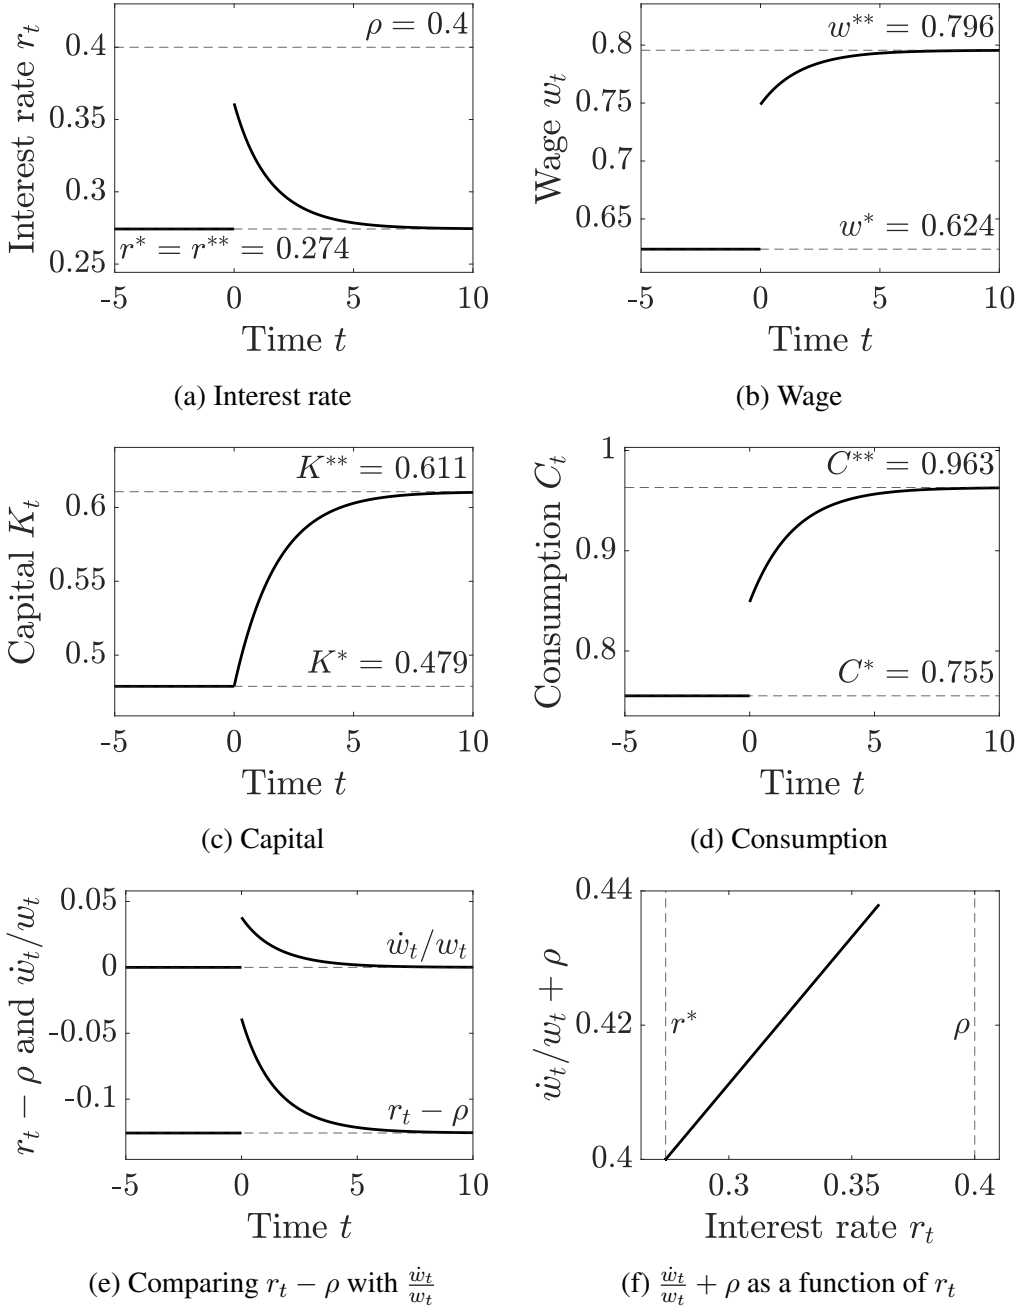 Interest rate r_t
0.4
0.35
0.3
0.25
ρ = 0.4
r* = r** = 0.274
-5 0 5 10
Time t
(a) Interest rate
Wage w_t
0.8
0.75
0.7
0.65
w** = 0.796
w* = 0.624
-5 0 5 10
Time t
(b) Wage
Capital K_t
0.6
0.55
0.5
K** = 0.611
K* = 0.479
-5 0 5 10
Time t
(c) Capital
Consumption C_t
1
0.9
0.8
C** = 0.963
C* = 0.755
-5 0 5 10
Time t
(d) Consumption
r_t − ρ and ẇ_t/w_t
0.05
0
-0.05
-0.1
ẇ_t/w_t
r_t − ρ
-5 0 5 10
Time t
(e) Comparing r_t − ρ with ẇ_t/w_t
ẇ_t/w_t + ρ
0.44
0.42
0.4
r*
ρ
0.3 0.35 0.4
Interest rate r_t
(f) ẇ_t/w_t + ρ as a function of r_t